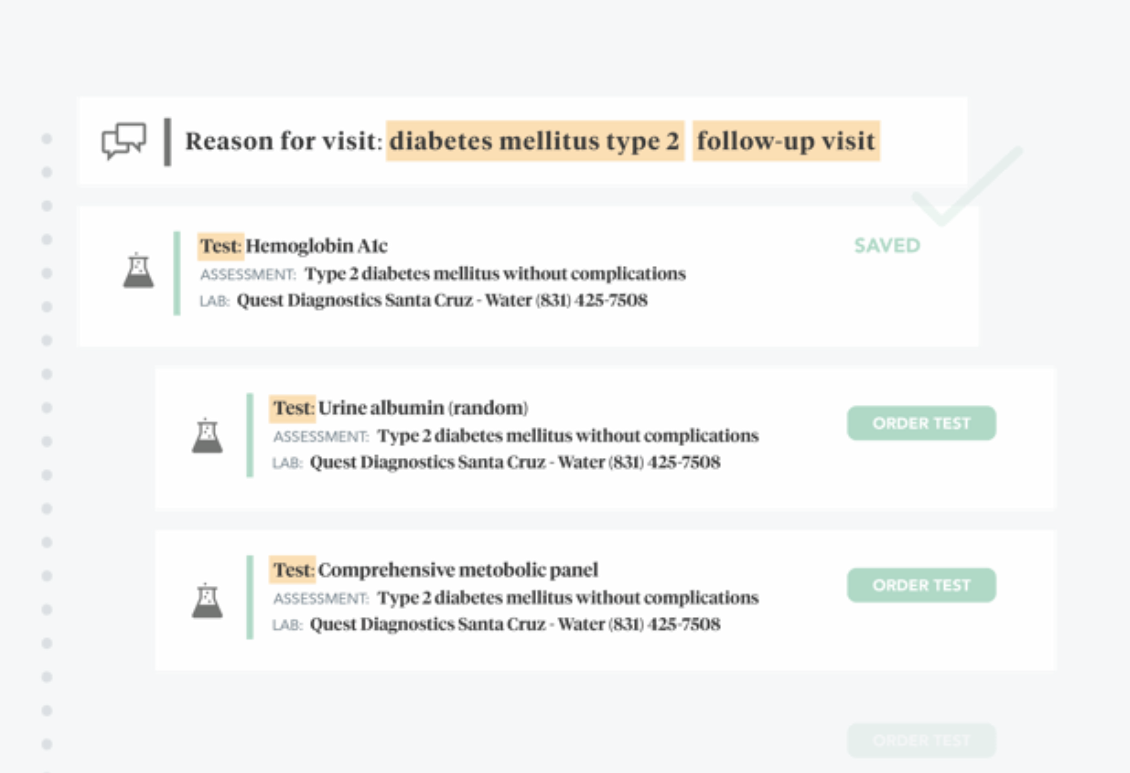 Reason for visit: diabetes mellitus type 2 follow-up visit
Test: Hemoglobin A1c
SAVED
ASSESSMENT: Type 2 diabetes mellitus without complications
LAB: Quest Diagnostics Santa Cruz - Water (831) 425-7508
Test: Urine albumin (random)
ORDER TEST
ASSESSMENT: Type 2 diabetes mellitus without complications
LAB: Quest Diagnostics Santa Cruz - Water (831) 425-7508
Test: Comprehensive metobolic panel
ORDER TEST
ASSESSMENT: Type 2 diabetes mellitus without complications
LAB: Quest Diagnostics Santa Cruz - Water (831) 425-7508
ORDER TEST